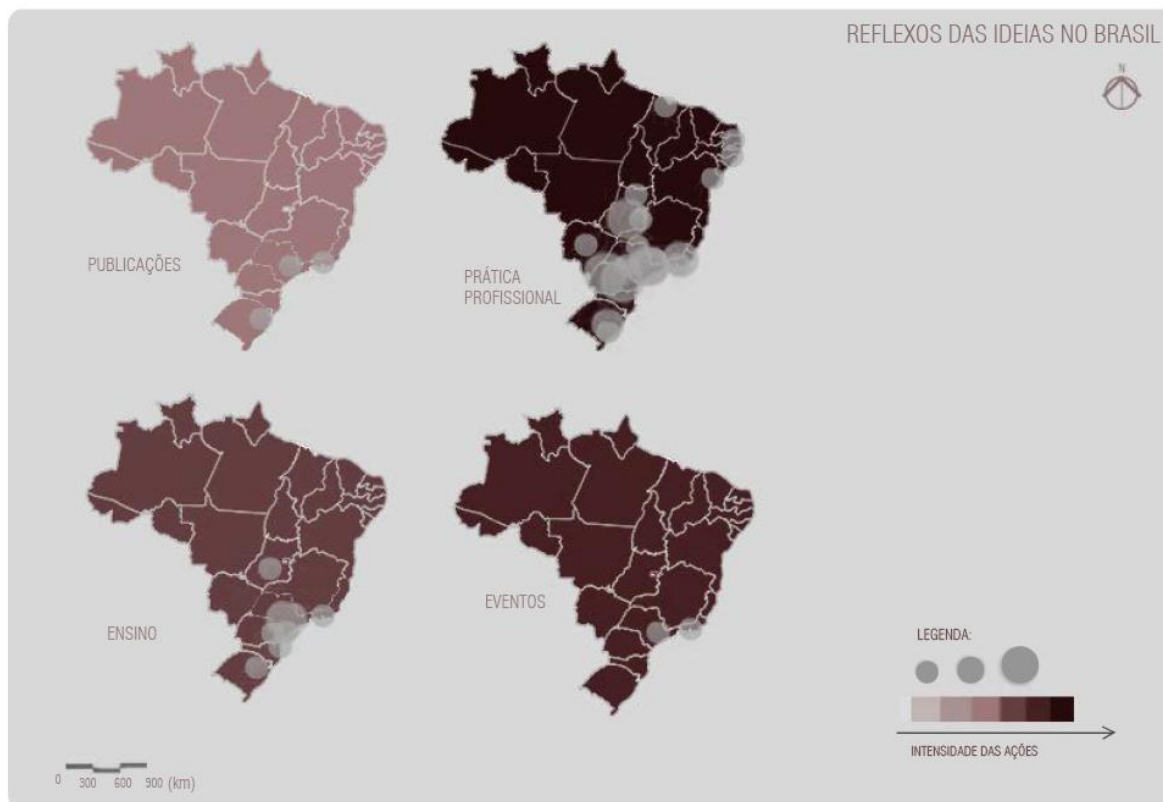 REFLEXOS DAS IDEIAS NO BRASIL
N
PUBLICAÇÕES
PRÁTICA
PROFISSIONAL
ENSINO
EVENTOS
LEGENDA:
INTENSIDADE DAS AÇÕES
0 300 600 900 (km)